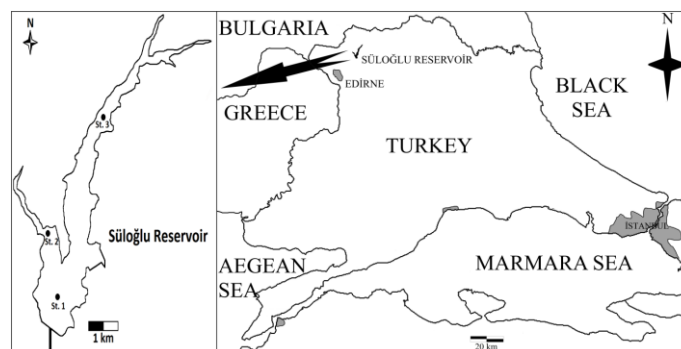 N
St. 3
St. 2
Süloğlu Reservoir
St. 1
1 km
BULGARIA
N
SÜLOĞLU RESERVOIR
EDİRNE
BLACK
SEA
GREECE
TURKEY
İSTANBUL
AEGEAN
SEA
MARMARA SEA
20 km